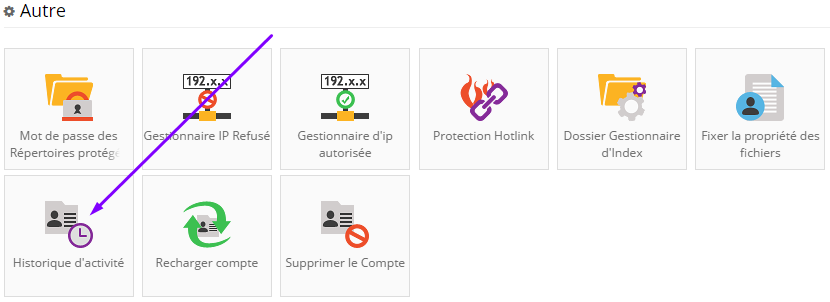 Autre
192.x.x
192.x.x
Mot de passe des
Répertoires protégé
Gestionnaire IP Refusé
Gestionnaire d'ip
autorisée
Protection Hotlink
Dossier Gestionnaire
d'Index
Fixer la propriété des
fichiers
Historique d'activité
Recharger compte
Supprimer le Compte